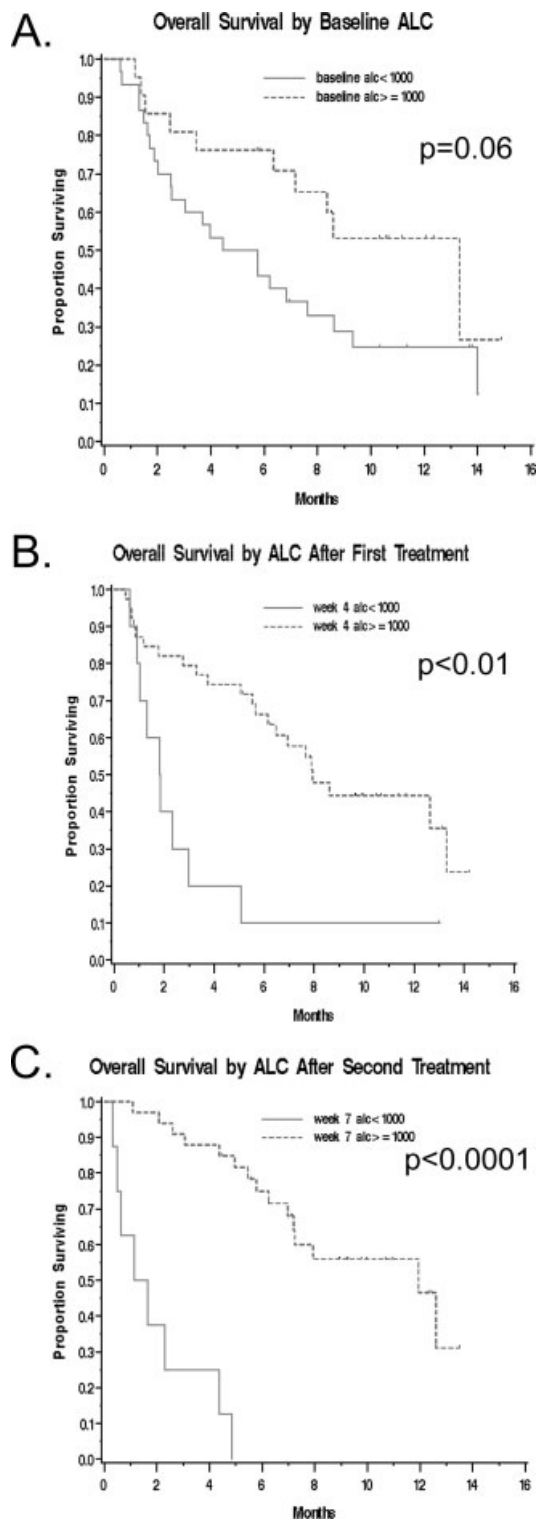 A.
Overall Survival by Baseline ALC
baseline alc< 1000
baseline alc> = 1000
p=0.06
Proportion Surviving
1.0
0.9
0.8
0.7
0.6
0.5
0.4
0.3
0.2
0.1
0.0
0 2 4 6 8 10 12 14 16
Months
B.
Overall Survival by ALC After First Treatment
week 4 alc< 1000
week 4 alc> = 1000
p<0.01
Proportion Surviving
1.0
0.9
0.8
0.7
0.6
0.5
0.4
0.3
0.2
0.1
0.0
0 2 4 6 8 10 12 14 16
Months
C.
Overall Survival by ALC After Second Treatment
week 7 alc< 1000
week 7 alc> = 1000
p<0.0001
Proportion Surviving
1.0
0.9
0.8
0.7
0.6
0.5
0.4
0.3
0.2
0.1
0.0
0 2 4 6 8 10 12 14 16
Months